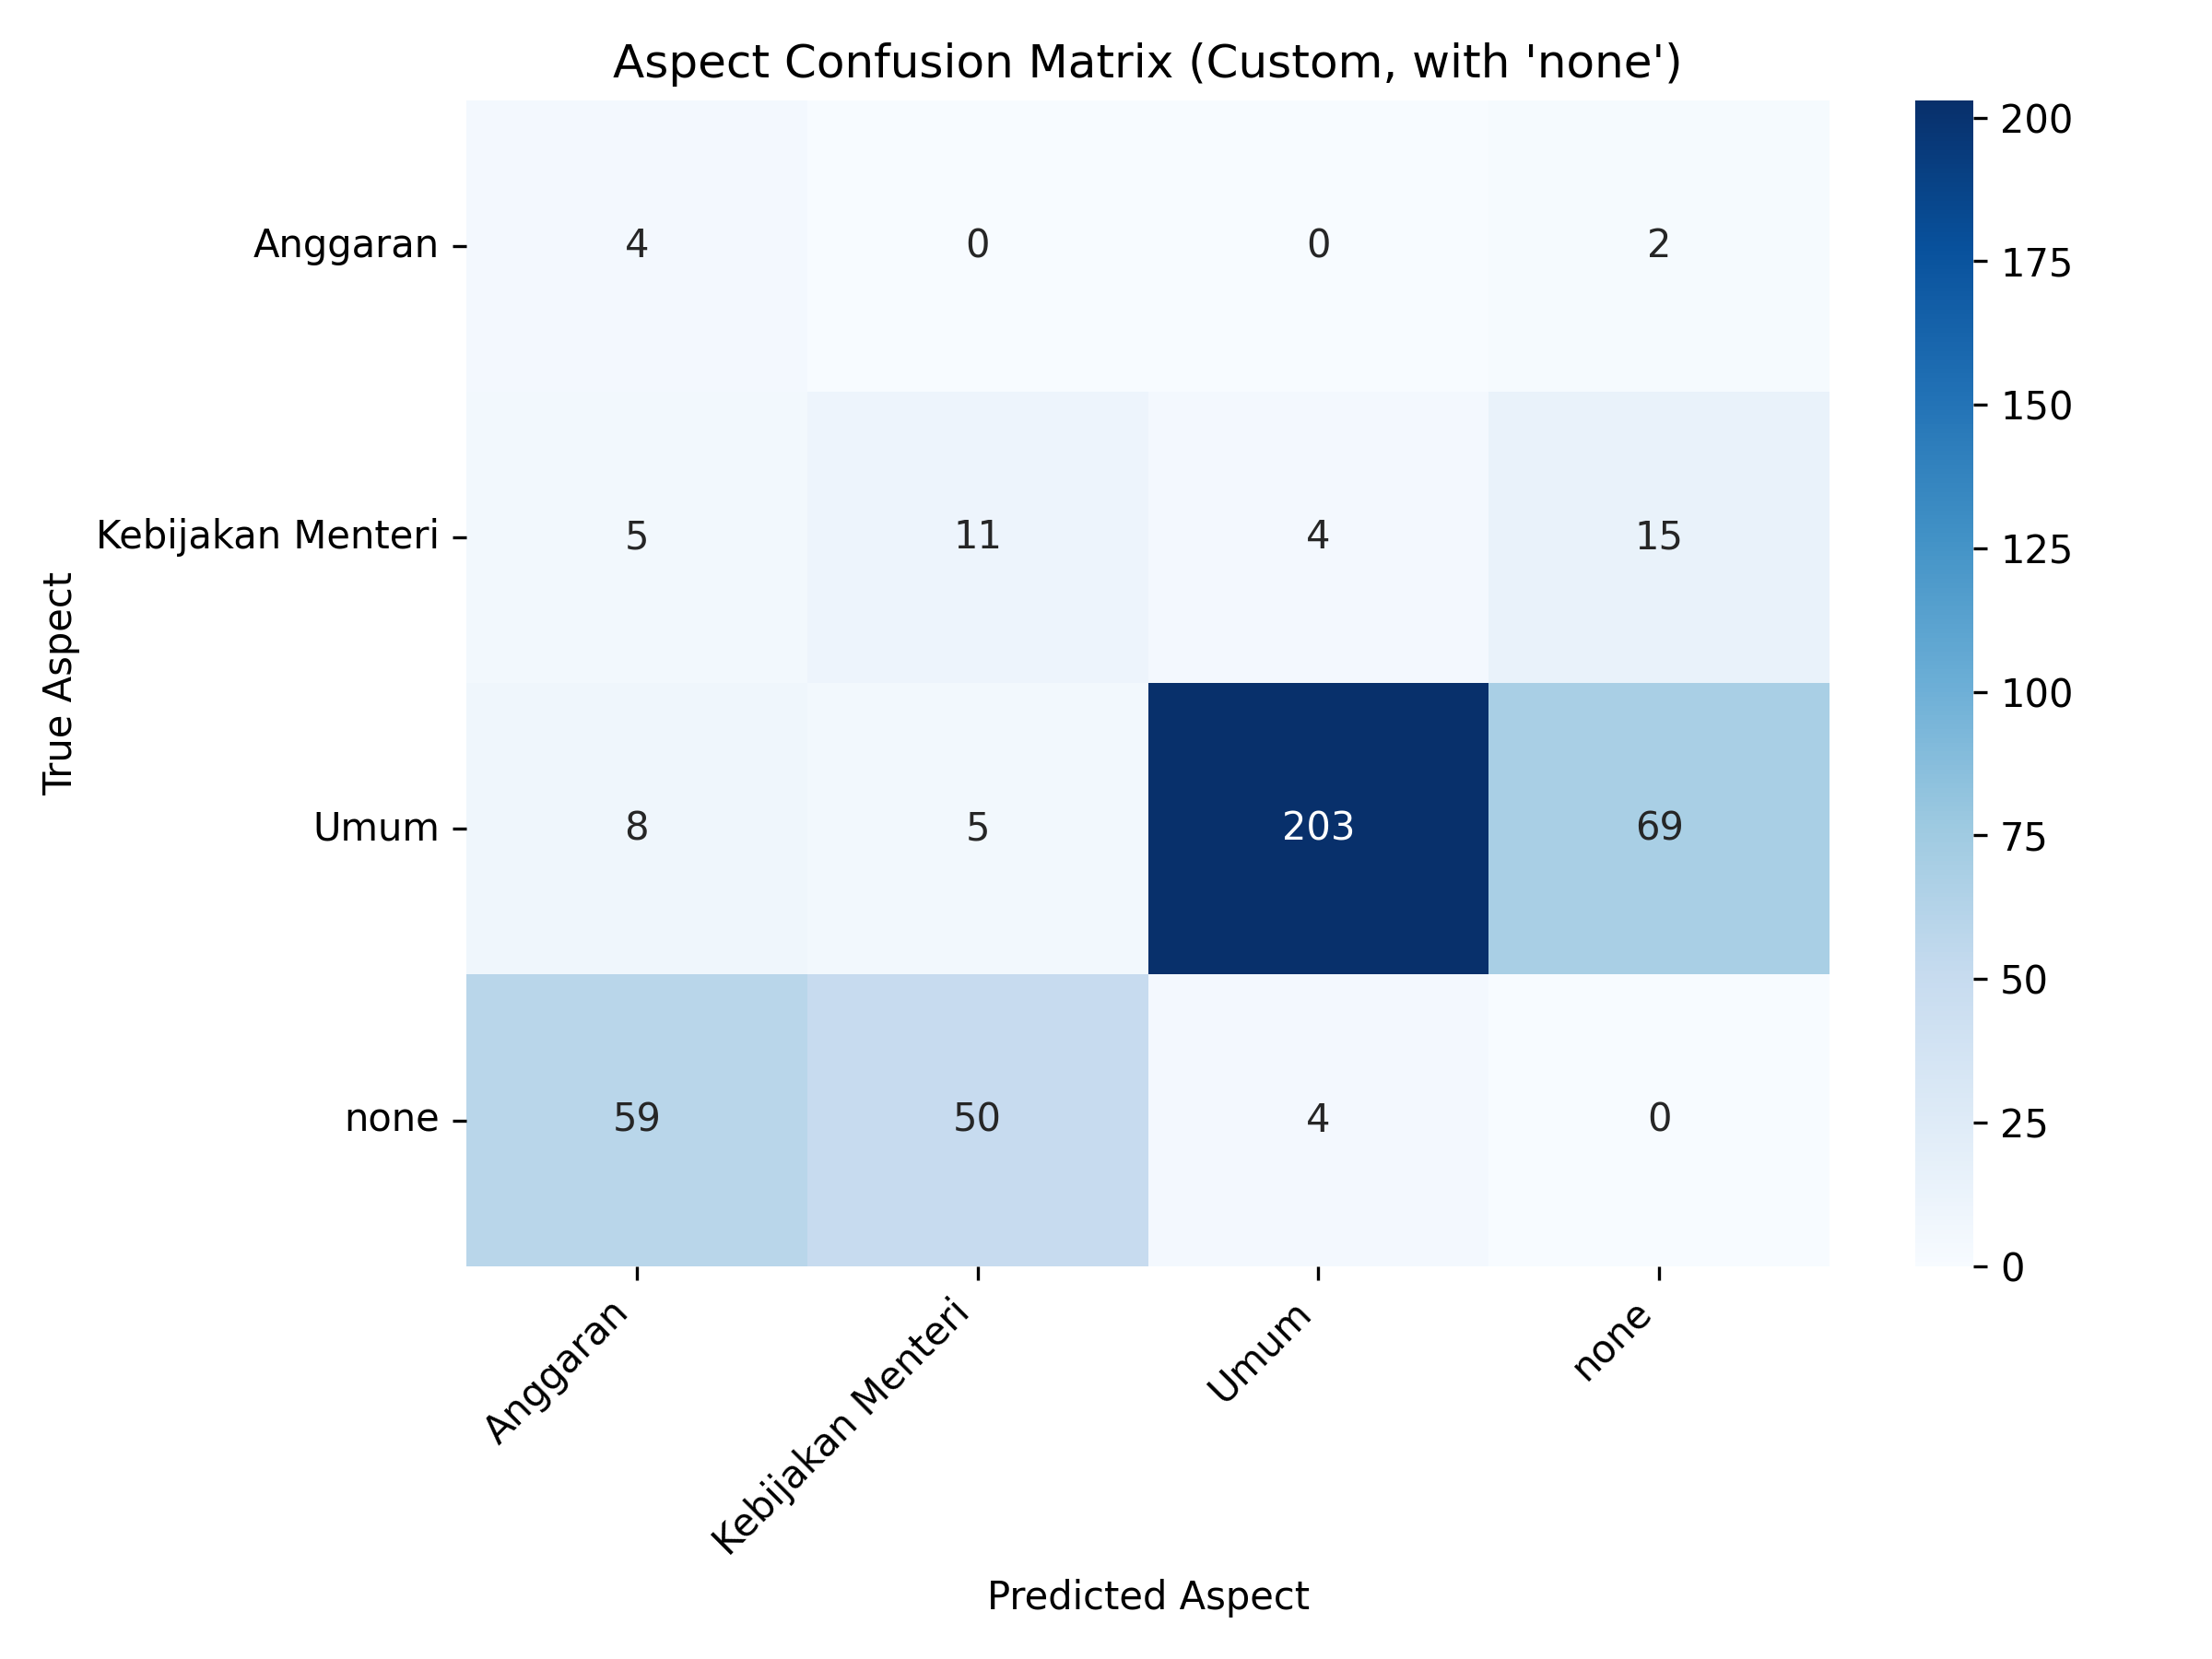 Aspect Confusion Matrix (Custom, with 'none')
True Aspect
Anggaran 4 0 0 2
Kebijakan Menteri 5 11 4 15
Umum 8 5 203 69
none 59 50 4 0
Anggaran Kebijakan Menteri Umum none
Predicted Aspect
200
175
150
125
100
75
50
25
0